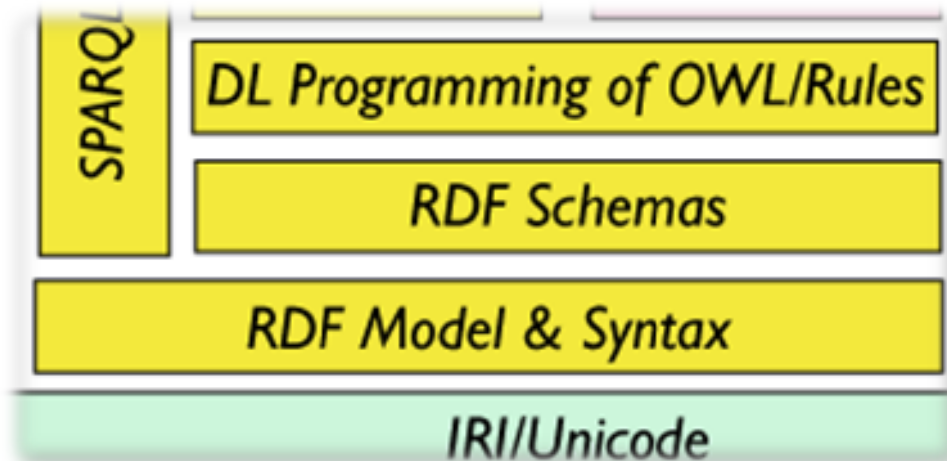 SPARQL
DL Programming of OWL/Rules
RDF Schemas
RDF Model & Syntax
IRI/Unicode